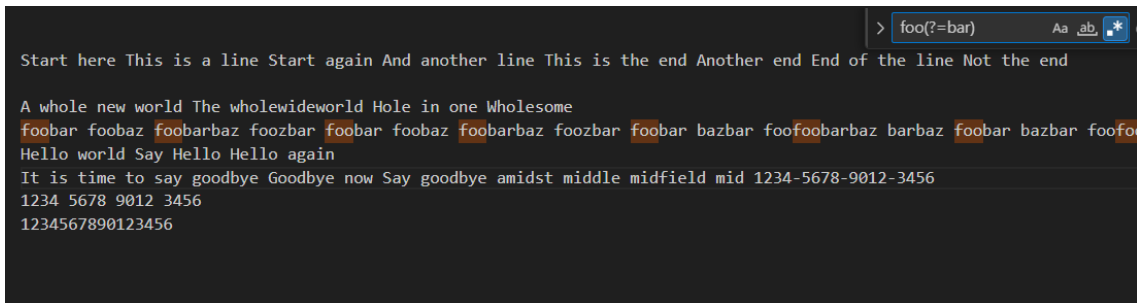 foo(?=bar) Aa ab .*
Start here This is a line Start again And another line This is the end Another end End of the line Not the end
A whole new world The wholewideworld Hole in one Wholesome
foobar foobaz foobarbaz foozbar foobar foobaz foobarbaz foozbar foobar bazbar foofoobarbaz barbaz foobar bazbar foofoo
Hello world Say Hello Hello again
It is time to say goodbye Goodbye now Say goodbye amidst middle midfield mid 1234-5678-9012-3456
1234 5678 9012 3456
1234567890123456